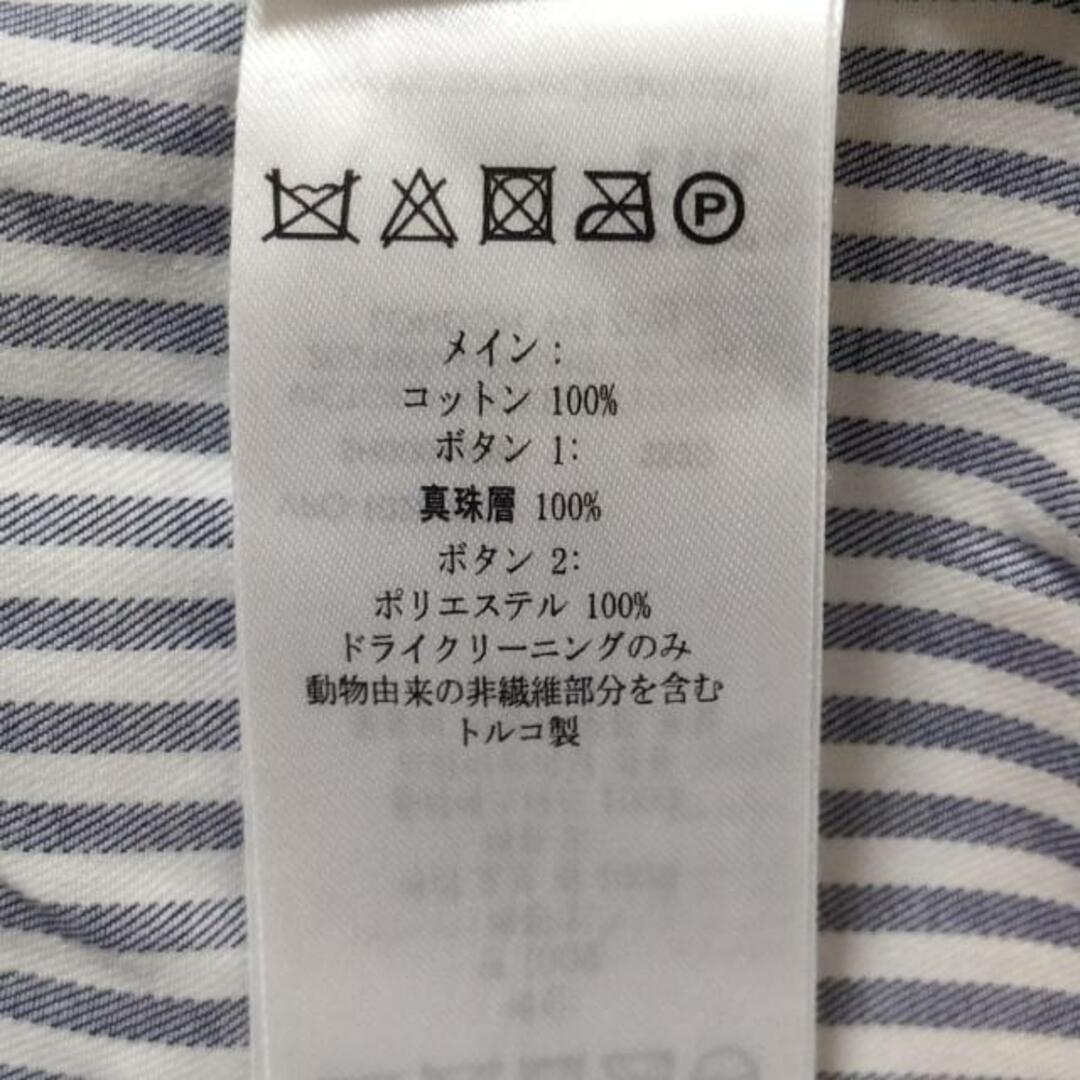 P
メイン:
コットン 100%
ボタン 1:
真珠層 100%
ボタン 2:
ポリエステル 100%
ドライクリーニングのみ
動物由来の非繊維部分を含む
トルコ製